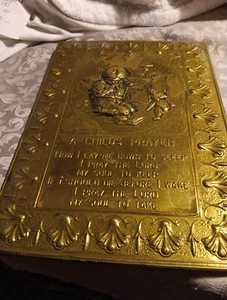 A CHILD'S PRAYER
NOW I LAY ME DOWN TO SLEEP
I PRAY THE LORD
MY SOUL TO KEEP
IF I SHOULD DIE BEFORE I WAKE
I PRAY THE LORD
MY SOUL TO TAKE